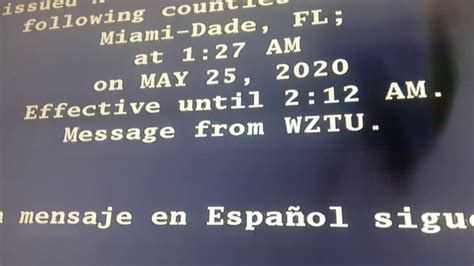 issued
following counties
Miami-Dade, FL;
at 1:27 AM
on MAY 25, 2020
Effective until 2:12 AM.
Message from WZTU.
mensaje en Español